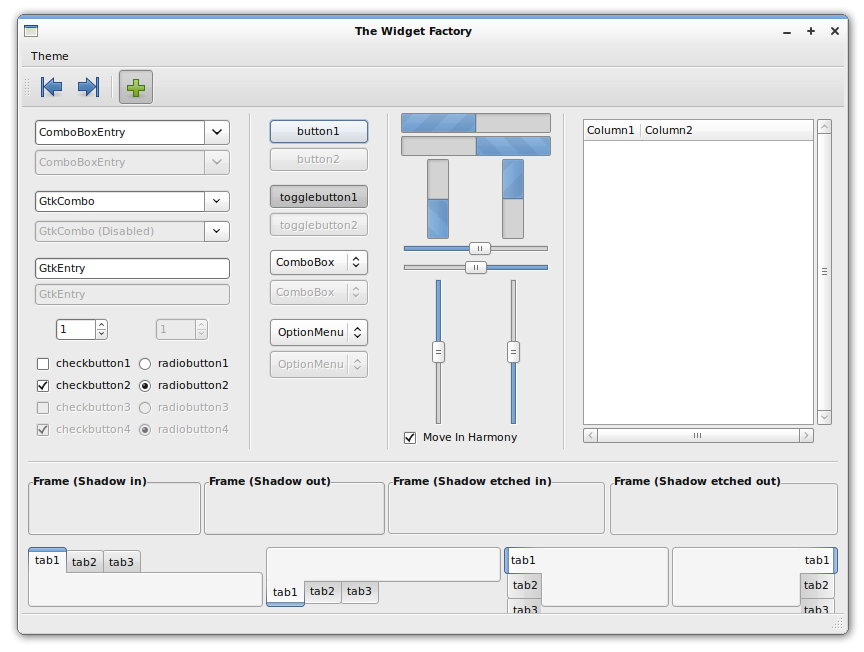 The Widget Factory
Theme
ComboBoxEntry
ComboBoxEntry
GtkCombo
GtkCombo (Disabled)
GtkEntry
GtkEntry
1 1
checkbutton1 radiobutton1
checkbutton2 radiobutton2
checkbutton3 radiobutton3
checkbutton4 radiobutton4
button1
button2
togglebutton1
togglebutton2
ComboBox
ComboBox
OptionMenu
OptionMenu
Move In Harmony
Column1 Column2
Frame (Shadow in) Frame (Shadow out) Frame (Shadow etched in) Frame (Shadow etched out)
tab1 tab2 tab3
tab1 tab2 tab3
tab1
tab2
tab3
tab1
tab2
tab3